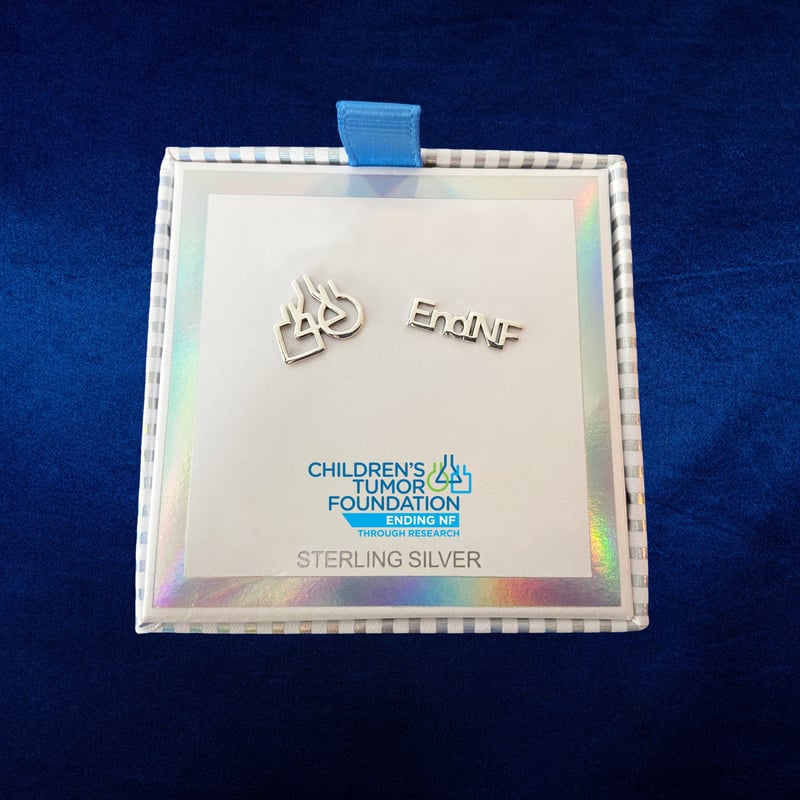 EndNF
CHILDREN'S
TUMOR
FOUNDATION
ENDING NF
THROUGH RESEARCH
STERLING SILVER